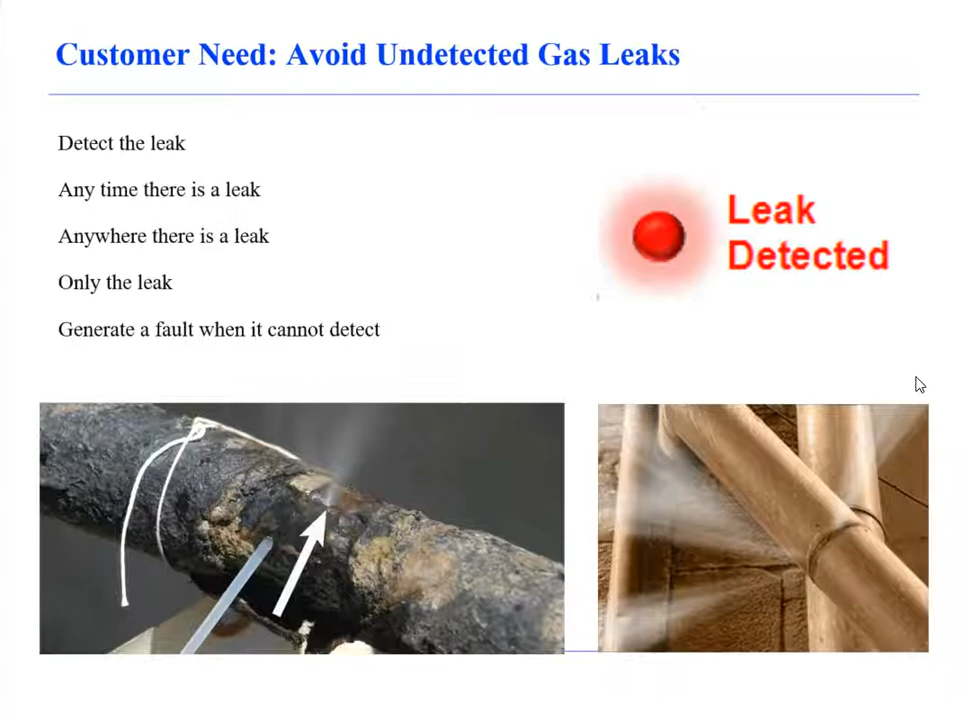 Customer Need: Avoid Undetected Gas Leaks
Detect the leak
Any time there is a leak
Anywhere there is a leak
Only the leak
Generate a fault when it cannot detect
Leak
Detected